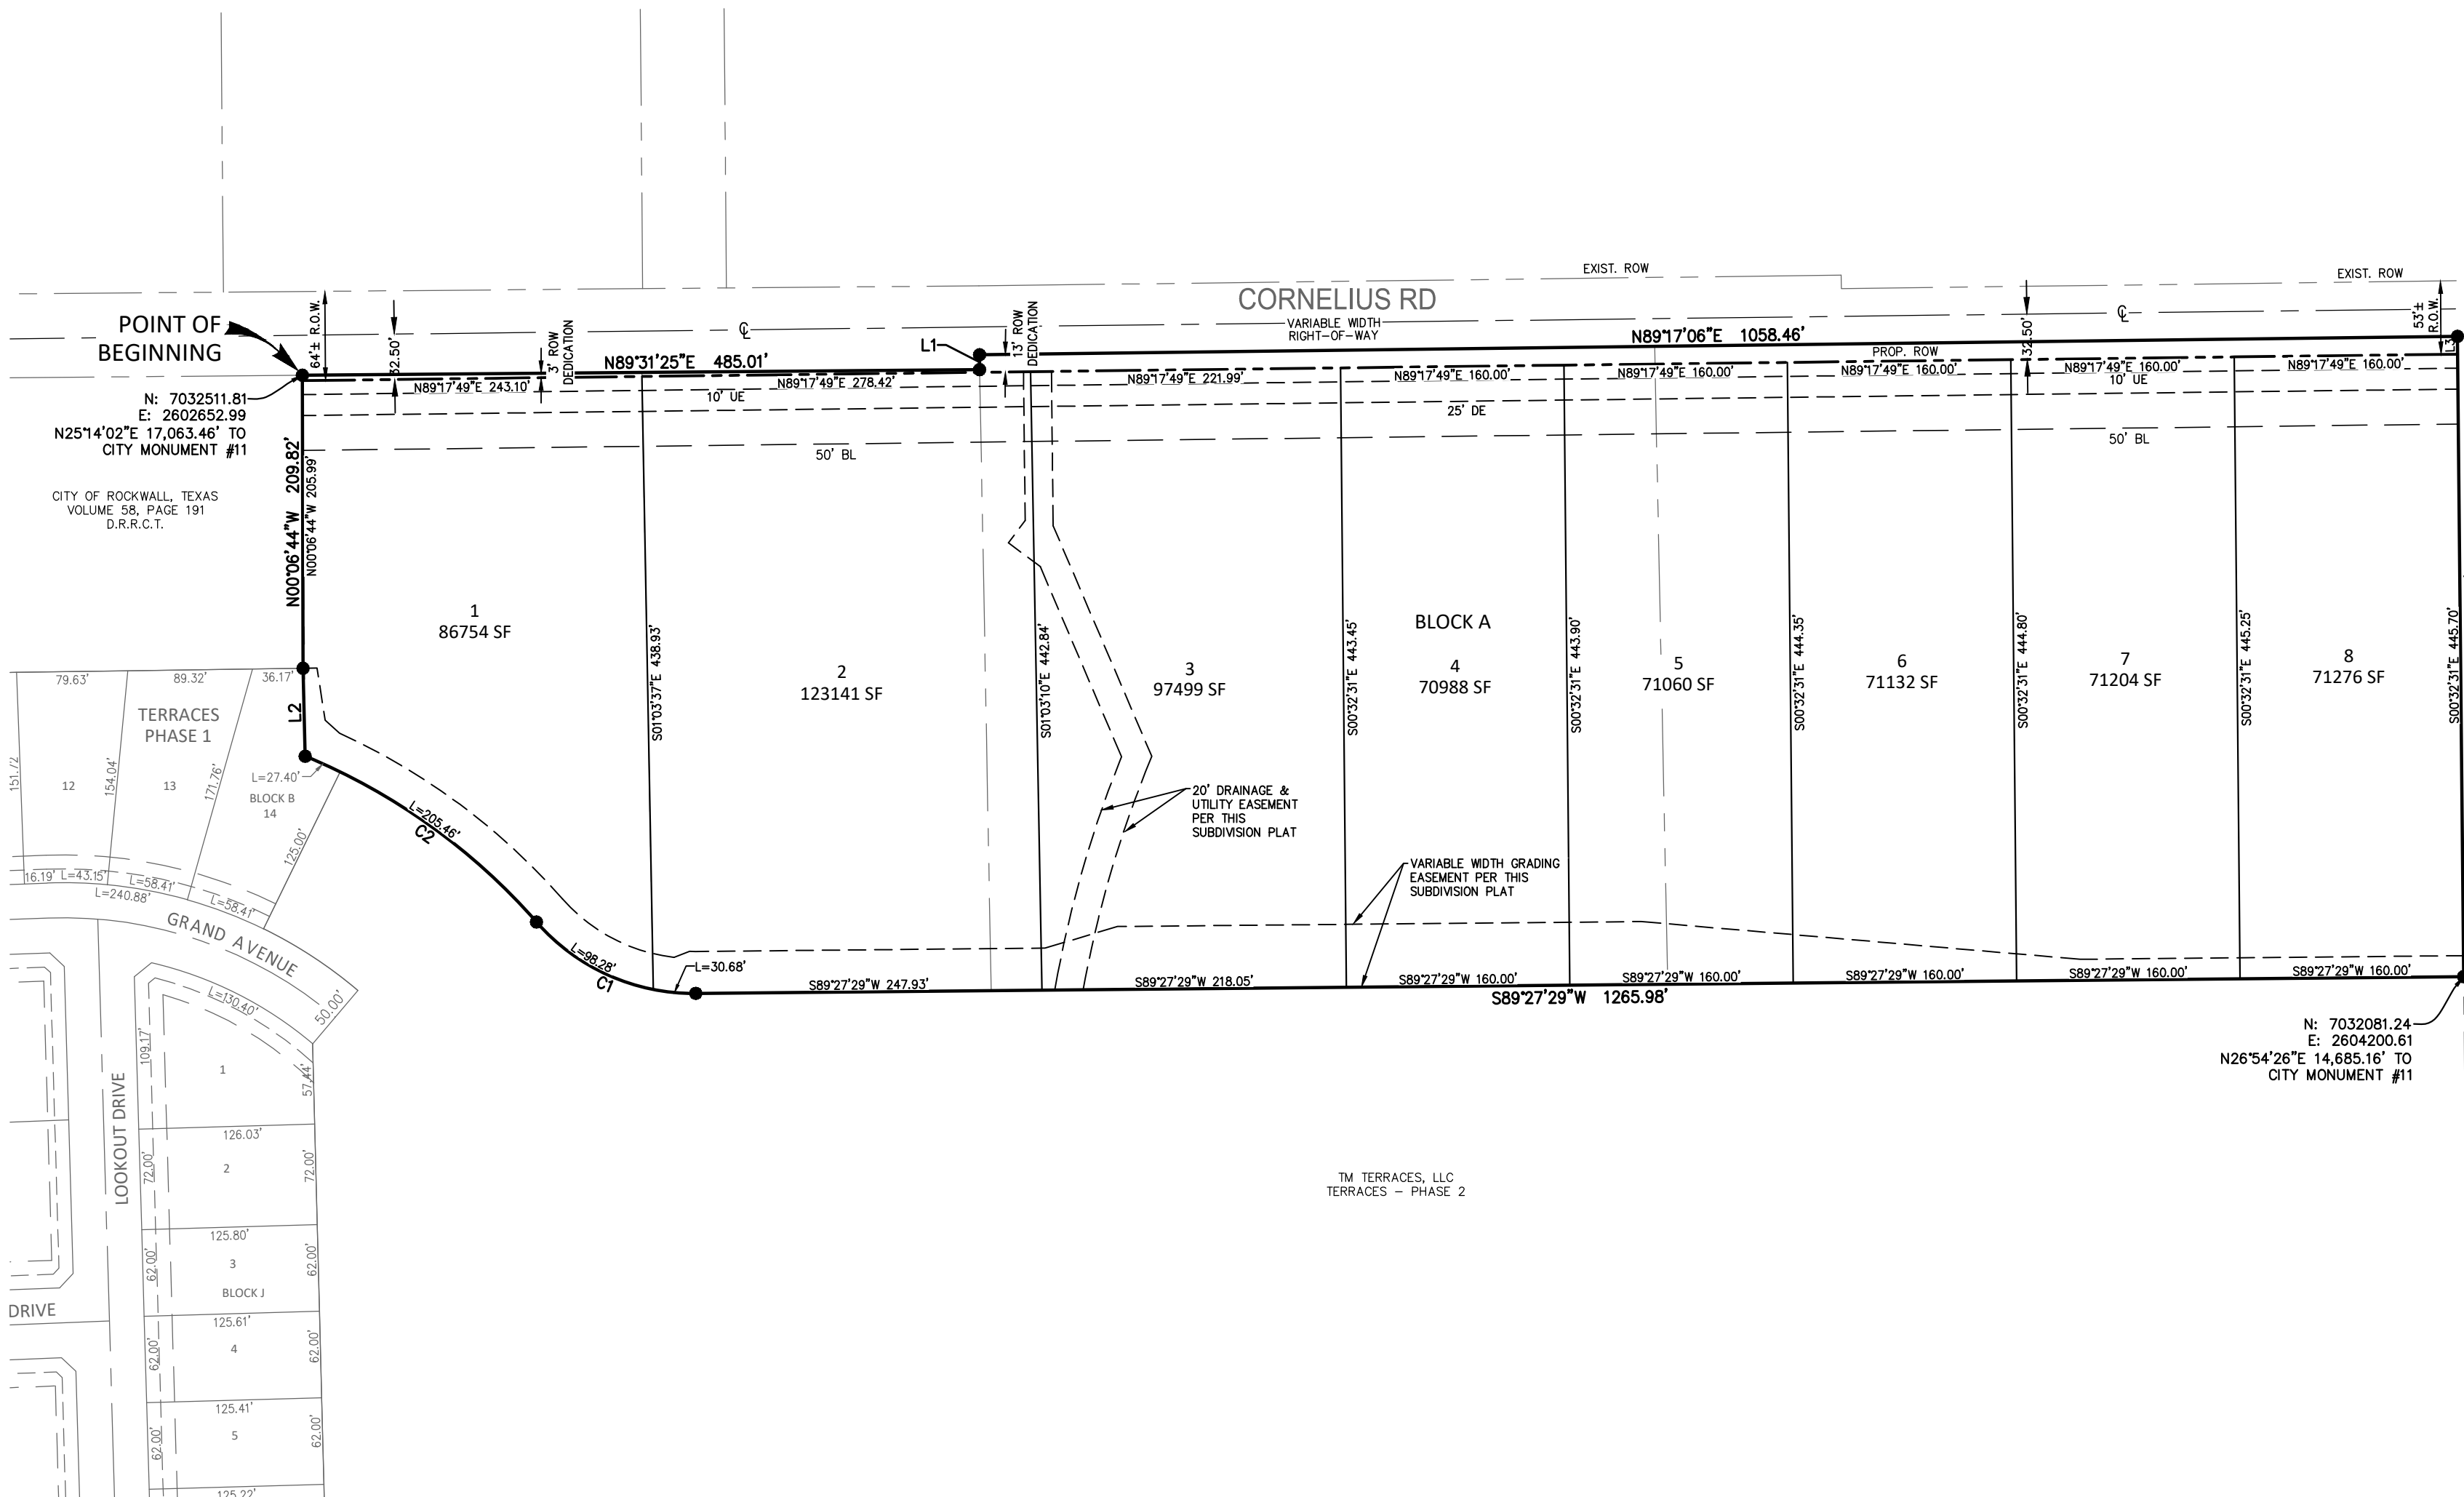 EXIST. ROW
EXIST. ROW
CORNELIUS RD
VARIABLE WIDTH
RIGHT-OF-WAY
℄
℄
POINT OF
BEGINNING
64'± R.O.W.
32.50'
3' ROW
DEDICATION
13' ROW
DEDICATION
L1
N89°31'25"E 485.01'
N89°17'06"E 1058.46'
PROP. ROW
32.50'
53'±
R.O.W.
L3
N89°17'49"E 243.10'
N89°17'49"E 278.42'
N89°17'49"E 221.99'
N89°17'49"E 160.00'
N89°17'49"E 160.00'
N89°17'49"E 160.00'
N89°17'49"E 160.00'
N89°17'49"E 160.00'
10' UE
10' UE
25' DE
50' BL
50' BL
N: 7032511.81
E: 2602652.99
N25°14'02"E 17,063.46' TO
CITY MONUMENT #11
CITY OF ROCKWALL, TEXAS
VOLUME 58, PAGE 191
D.R.R.C.T.
N00°06'44"W 209.82'
N00°06'44"W 205.99'
1
86754 SF
S01°03'37"E 438.93'
2
123141 SF
S01°03'10"E 442.84'
3
97499 SF
S00°32'31"E 443.45'
BLOCK A
4
70988 SF
S00°32'31"E 443.90'
5
71060 SF
S00°32'31"E 444.35'
6
71132 SF
S00°32'31"E 444.80'
7
71204 SF
S00°32'31"E 445.25'
8
71276 SF
S00°32'31"E 445.70'
79.63'
89.32'
36.17'
TERRACES
PHASE 1
L2
151.72
12
154.04'
13
171.76'
L=27.40'
BLOCK B
14
125.00'
L=205.46'
C2
20' DRAINAGE &
UTILITY EASEMENT
PER THIS
SUBDIVISION PLAT
VARIABLE WIDTH GRADING
EASEMENT PER THIS
SUBDIVISION PLAT
16.19'
L=43.15'
L=58.41'
L=58.41'
L=240.88'
GRAND AVENUE
L=98.28'
C1
L=30.68'
S89°27'29"W 247.93'
S89°27'29"W 218.05'
S89°27'29"W 160.00'
S89°27'29"W 160.00'
S89°27'29"W 160.00'
S89°27'29"W 160.00'
S89°27'29"W 160.00'
S89°27'29"W 1265.98'
N: 7032081.24
E: 2604200.61
N26°54'26"E 14,685.16' TO
CITY MONUMENT #11
L=130.40'
50.00'
109.17'
1
57.44'
LOOKOUT DRIVE
126.03'
72.00'
2
72.00'
125.80'
62.00'
3
62.00'
BLOCK J
DRIVE
125.61'
62.00'
4
62.00'
125.41'
62.00'
5
62.00'
125.22'
TM TERRACES, LLC
TERRACES - PHASE 2